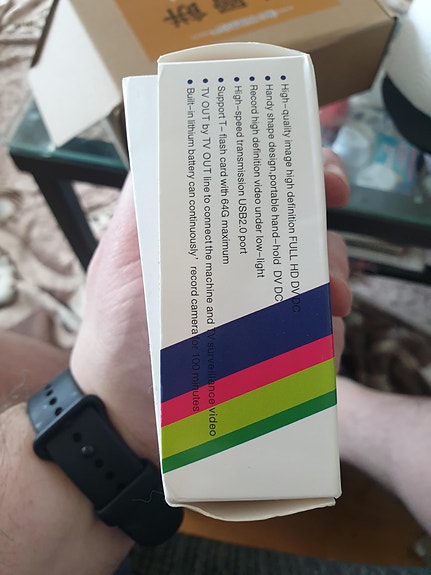 • High-quality image high definition FULL HD DV DC
• Handy shape design,portable hand-hold DV DC
• Record high definition video under low-light
• High-speed transmission USB2.0 port
• Support T-flash card with 64G maximum
• TV OUT by TV OUT line to connect the machine and TV surveillance video
• Built-in lithium battery can continuously' record camera for 100 minutes